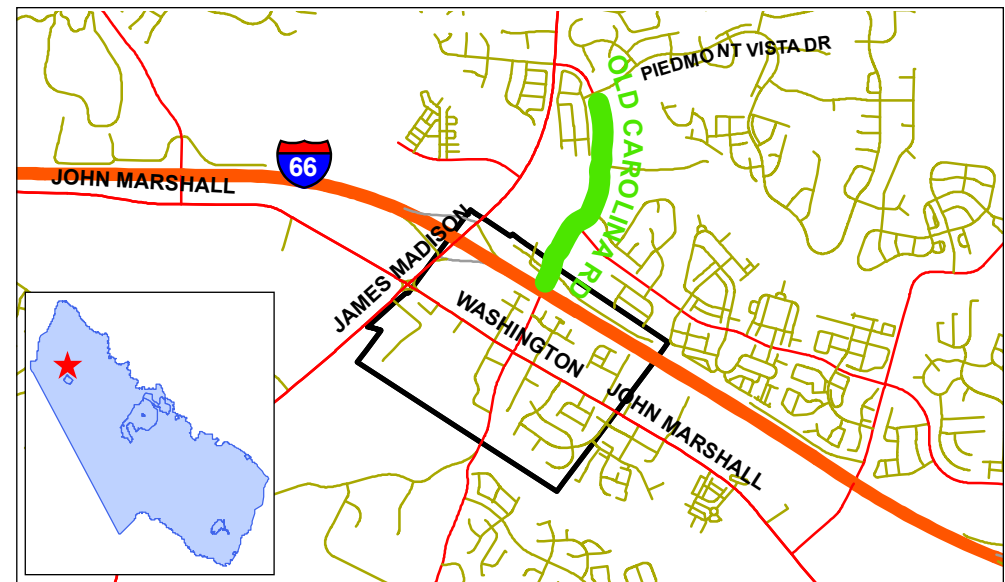 PIEDMONT VISTA DR
OLD CAROLINA RD
66
JOHN MARSHALL
JAMES MADISON
WASHINGTON
JOHN MARSHALL